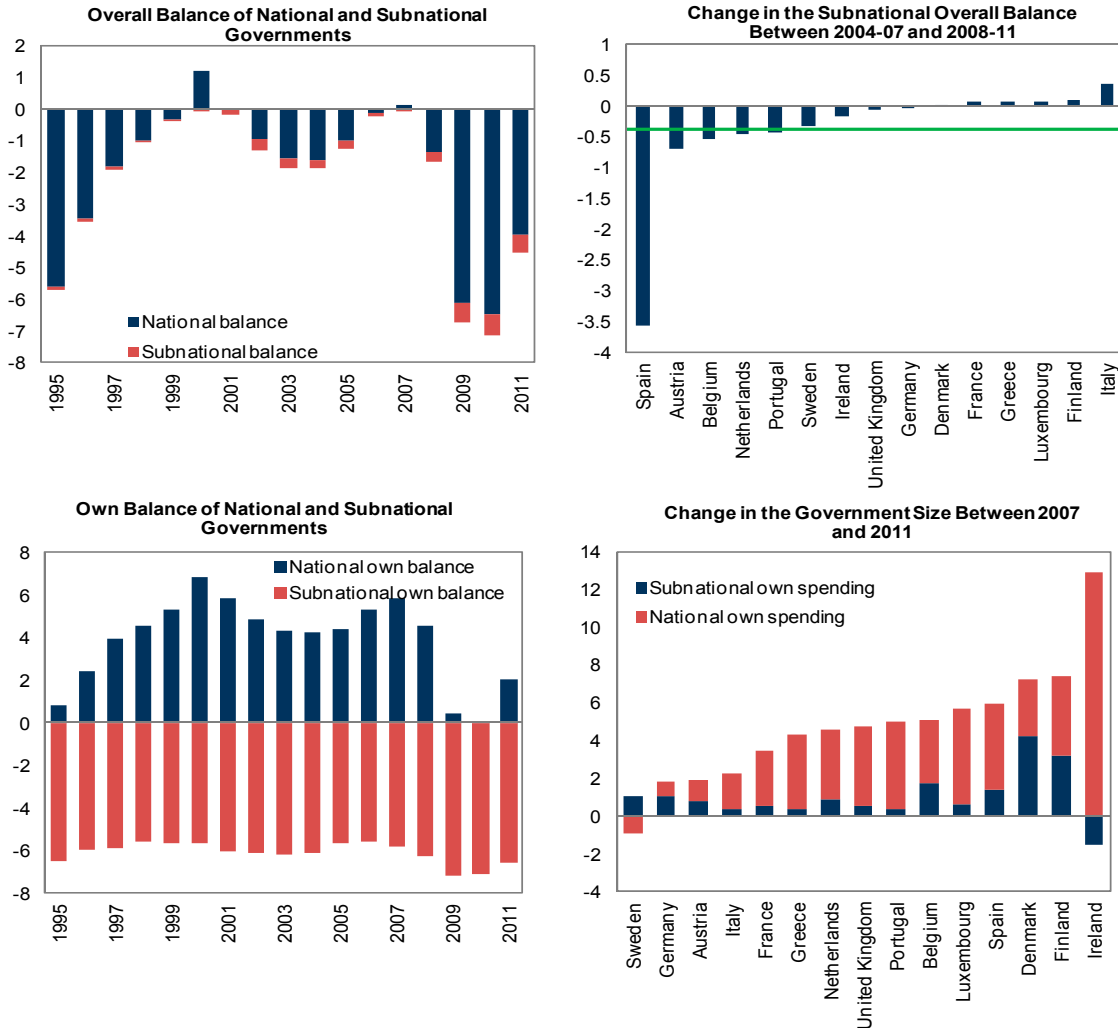 Overall Balance of National and Subnational
Governments
2
1
0
-1
-2
-3
-4
-5
-6
-7
-8
National balance
Subnational balance
1995
1997
1999
2001
2003
2005
2007
2009
2011
Change in the Subnational Overall Balance
Between 2004-07 and 2008-11
1
0.5
0
-0.5
-1
-1.5
-2
-2.5
-3
-3.5
-4
Spain
Austria
Belgium
Netherlands
Portugal
Sweden
Ireland
United Kingdom
Germany
Denmark
France
Greece
Luxembourg
Finland
Italy
Own Balance of National and Subnational
Governments
8
6
4
2
0
-2
-4
-6
-8
National own balance
Subnational own balance
1995
1997
1999
2001
2003
2005
2007
2009
2011
Change in the Government Size Between 2007
and 2011
14
12
10
8
6
4
2
0
-2
-4
Subnational own spending
National own spending
Sweden
Germany
Austria
Italy
France
Greece
Netherlands
United Kingdom
Portugal
Belgium
Luxembourg
Spain
Denmark
Finland
Ireland